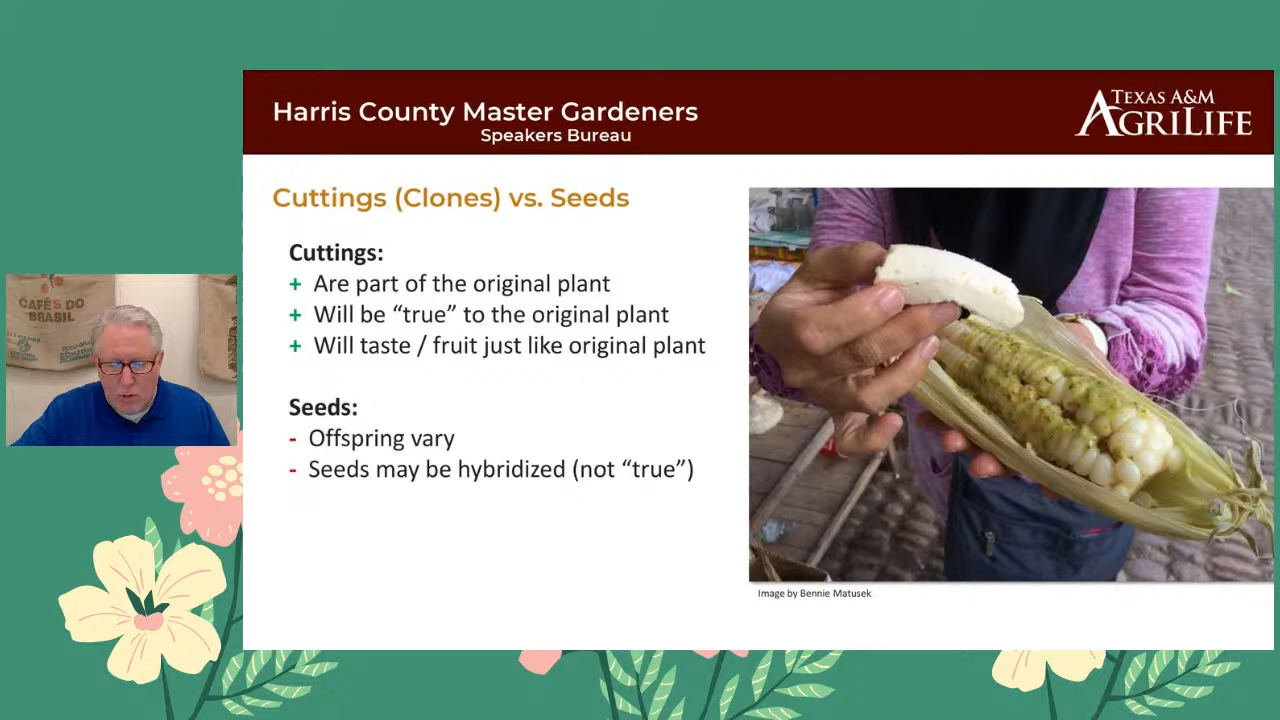 Harris County Master Gardeners
Speakers Bureau
TEXAS A&M
AGRILIFE
Cuttings (Clones) vs. Seeds
Cuttings:
+ Are part of the original plant
+ Will be “true” to the original plant
+ Will taste / fruit just like original plant
Seeds:
- Offspring vary
- Seeds may be hybridized (not “true”)
Image by Bennie Matusek
CAFÉS DO
BRASIL